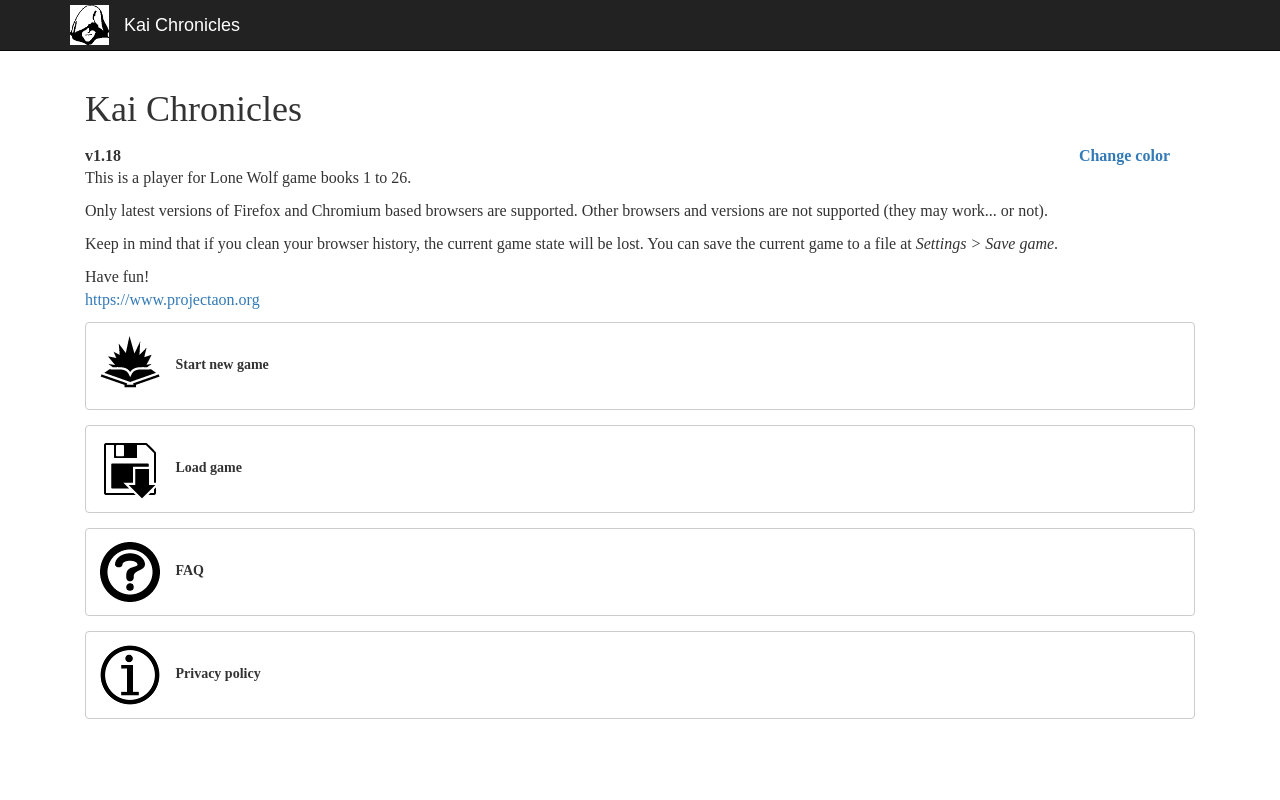 Kai Chronicles
Kai Chronicles
v1.18
Change color
This is a player for Lone Wolf game books 1 to 26.
Only latest versions of Firefox and Chromium based browsers are supported. Other browsers and versions are not supported (they may work... or not).
Keep in mind that if you clean your browser history, the current game state will be lost. You can save the current game to a file at Settings > Save game.
Have fun!
https://www.projectaon.org
Start new game
Load game
FAQ
Privacy policy